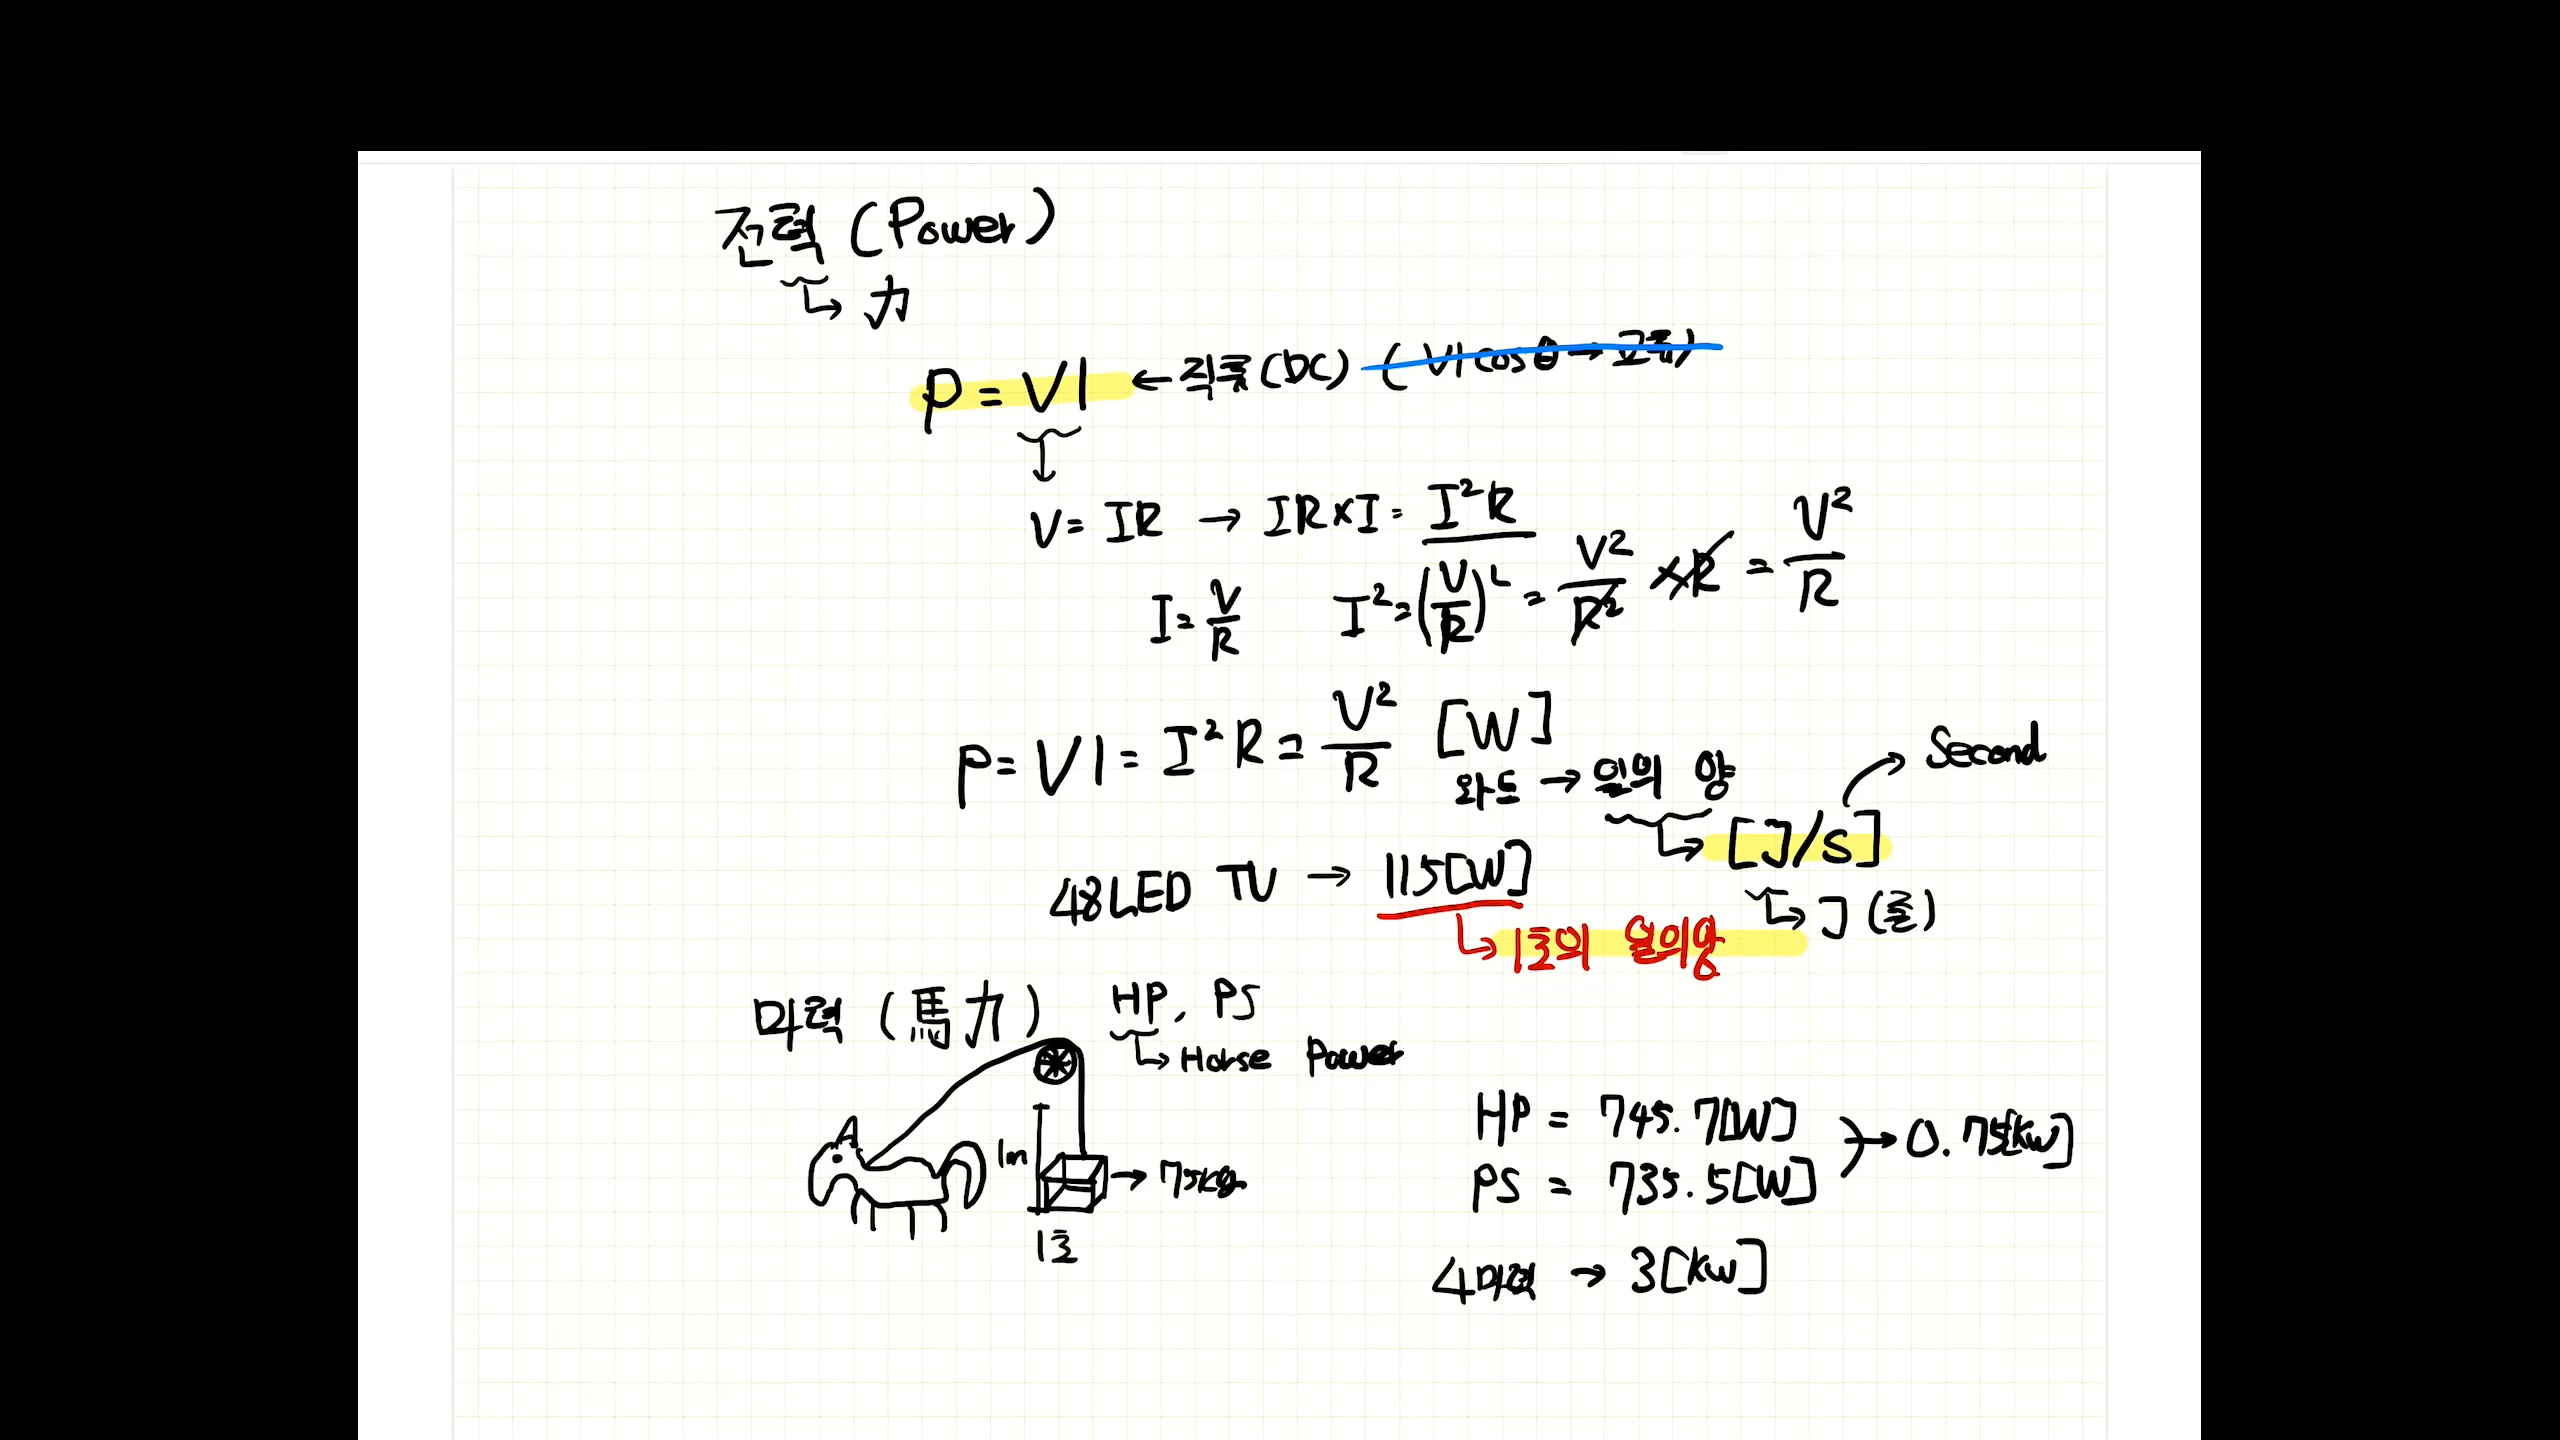 전력 (Power)
→ 力
P = VI ← 직류(DC) (VI cos θ → 교류)
V = IR → IR×I = I²R
I = V/R I² = (V/R)² = V²/R² × R = V²/R
P = VI = I²R = V²/R [W]
와트 → 일의 양
Second
[J/S]
J (줄)
48LED TV → 115[W]
1초의 일의양
마력 (馬力) HP, PS
Horse Power
1m
75kg
1초
HP = 745.7[W]
PS = 735.5[W]
→ 0.75[kW]
4마력 → 3[kW]